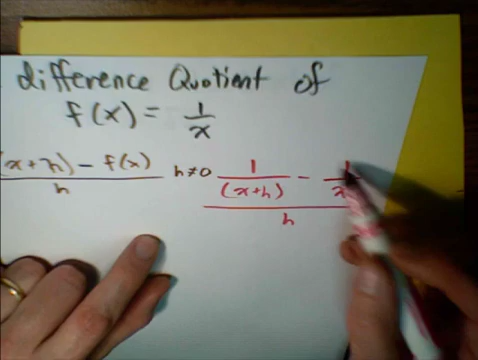 difference Quotient of
f(x) = 1/x
(x+h) - f(x) / h h≠0 1/(x+h) - 1/x / h